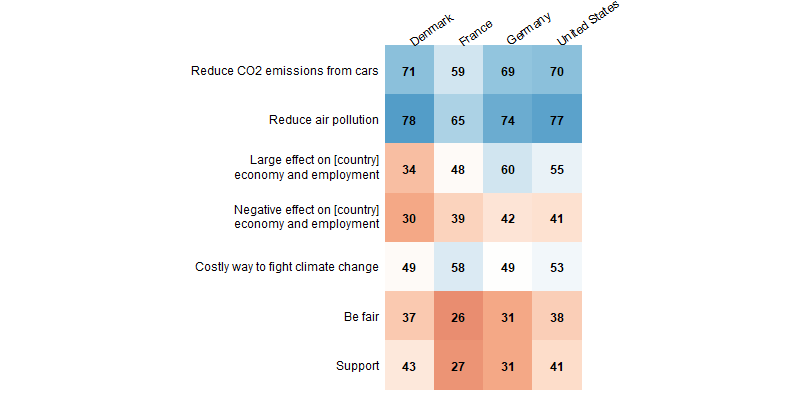 Denmark France Germany United States
Reduce CO2 emissions from cars 71 59 69 70
Reduce air pollution 78 65 74 77
Large effect on [country]
economy and employment 34 48 60 55
Negative effect on [country]
economy and employment 30 39 42 41
Costly way to fight climate change 49 58 49 53
Be fair 37 26 31 38
Support 43 27 31 41